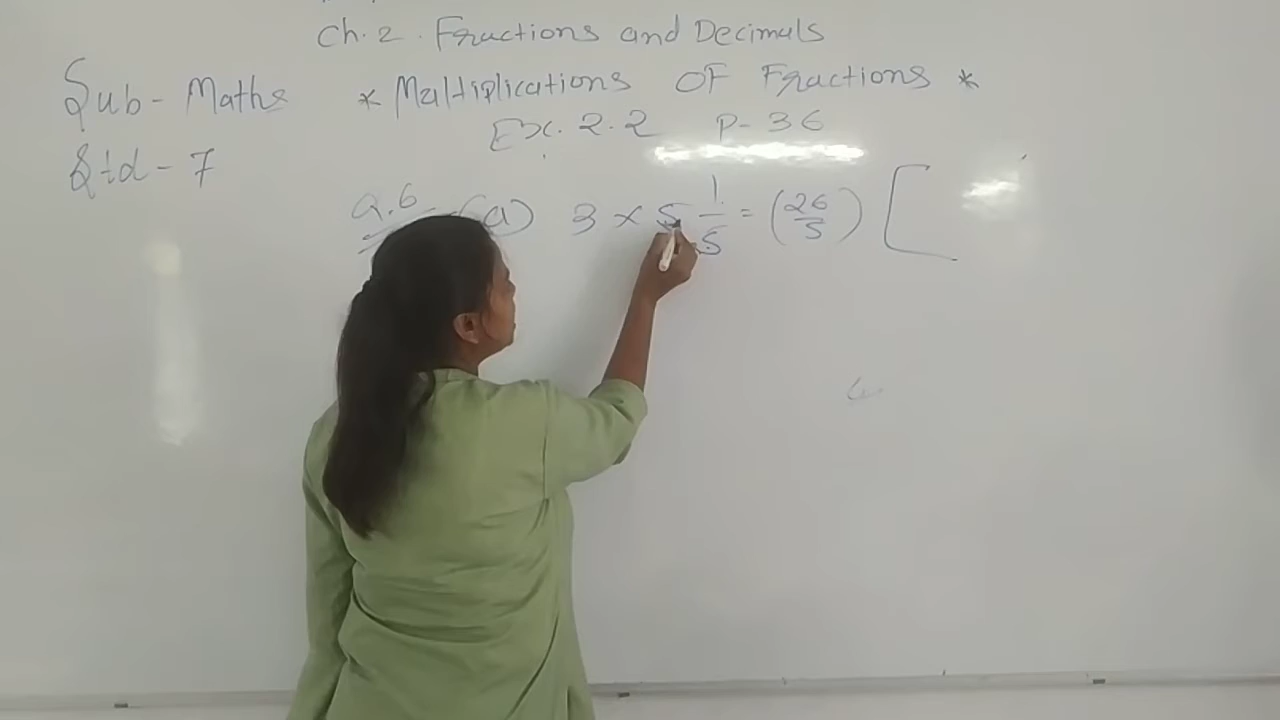 Ch. 2. Fractions and Decimals
Sub - Maths
* Multiplications OF Fractions *
Ex. 2.2 P- 36
Std - 7
Q.6 (a) 3 × 5 1/5 = (26/5) [